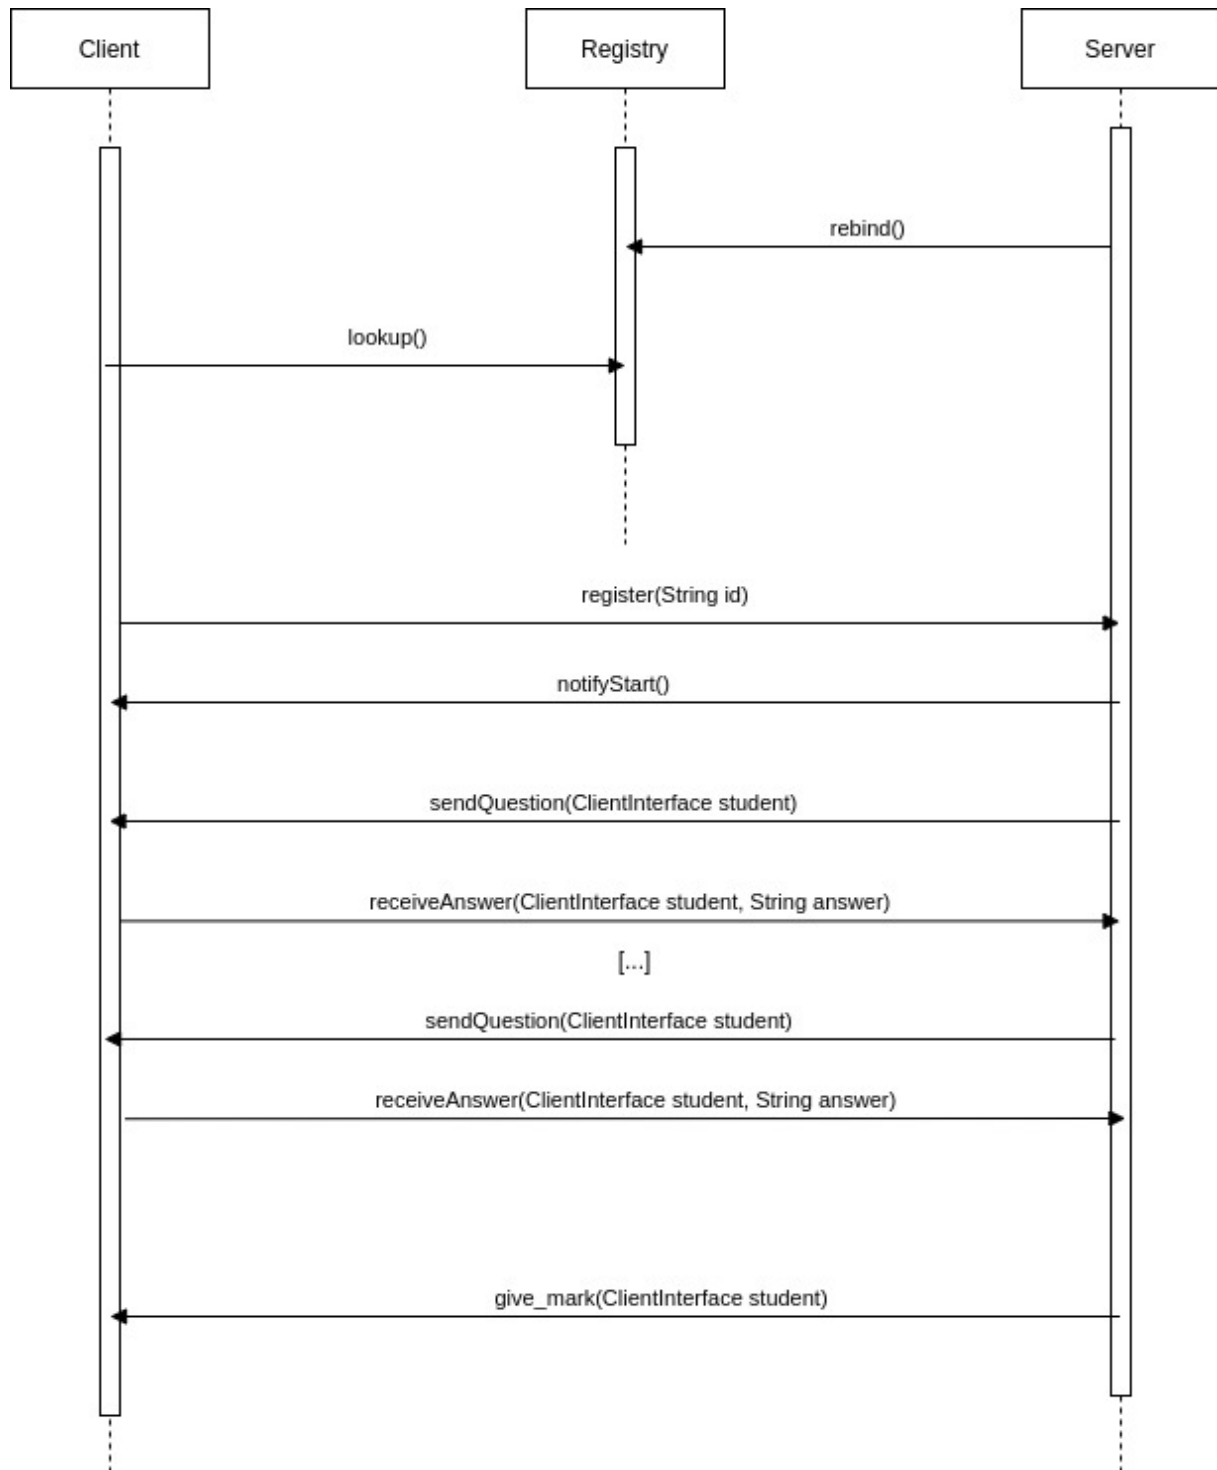 Client
Registry
Server
rebind()
lookup()
register(String id)
notifyStart()
sendQuestion(ClientInterface student)
receiveAnswer(ClientInterface student, String answer)
[...]
sendQuestion(ClientInterface student)
receiveAnswer(ClientInterface student, String answer)
give_mark(ClientInterface student)